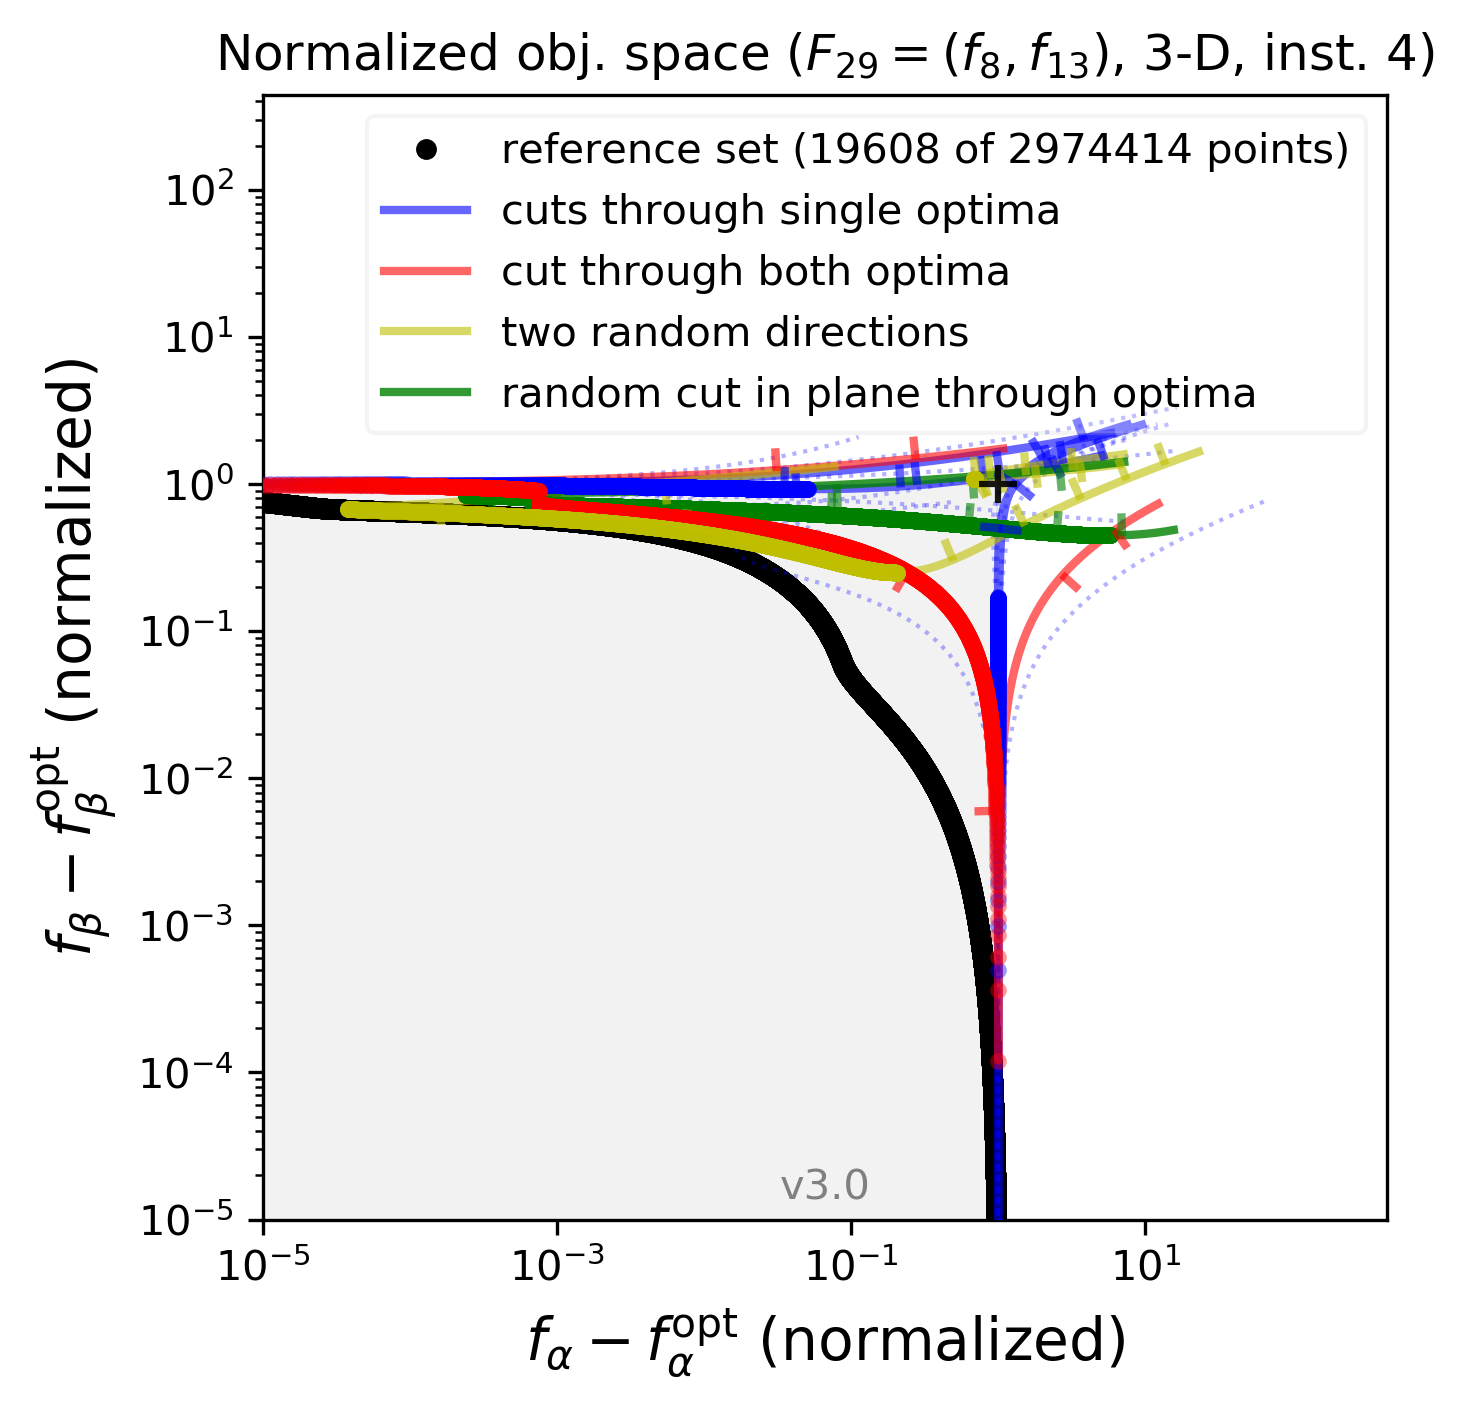 Normalized obj. space (F₂₉ = (f₈, f₁₃), 3-D, inst. 4)
reference set (19608 of 2974414 points)
cuts through single optima
cut through both optima
two random directions
random cut in plane through optima
10²
10¹
10⁰
10⁻¹
10⁻²
10⁻³
10⁻⁴
10⁻⁵
f_β − f_β^opt (normalized)
v3.0
10⁻⁵
10⁻³
10⁻¹
10¹
f_α − f_α^opt (normalized)